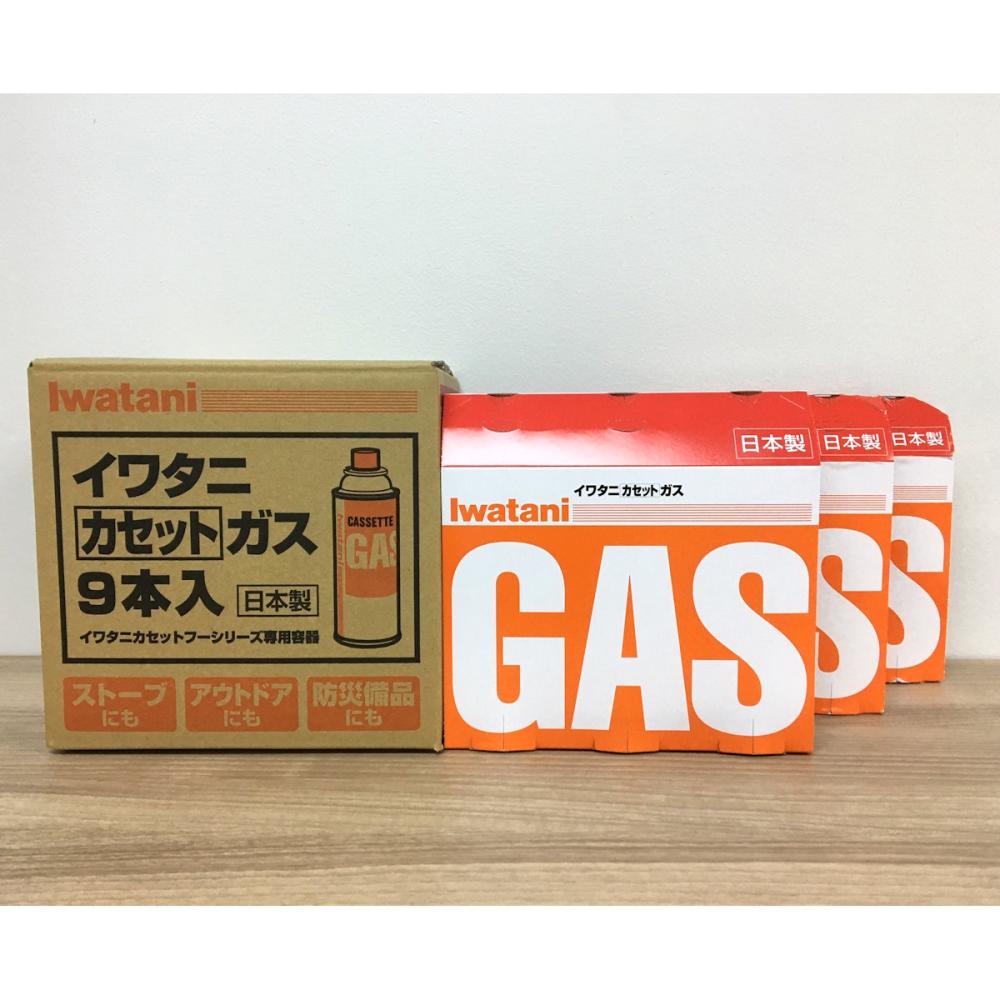 Iwatani
イワタニ
カセットガス
9本入 日本製
イワタニカセットフーシリーズ専用容器
CASSETTE
GAS
Iwatani
ストーブ
にも
アウトドア
にも
防災備品
にも
日本製
イワタニカセットガス
Iwatani
GAS
日本製
S
日本製
S